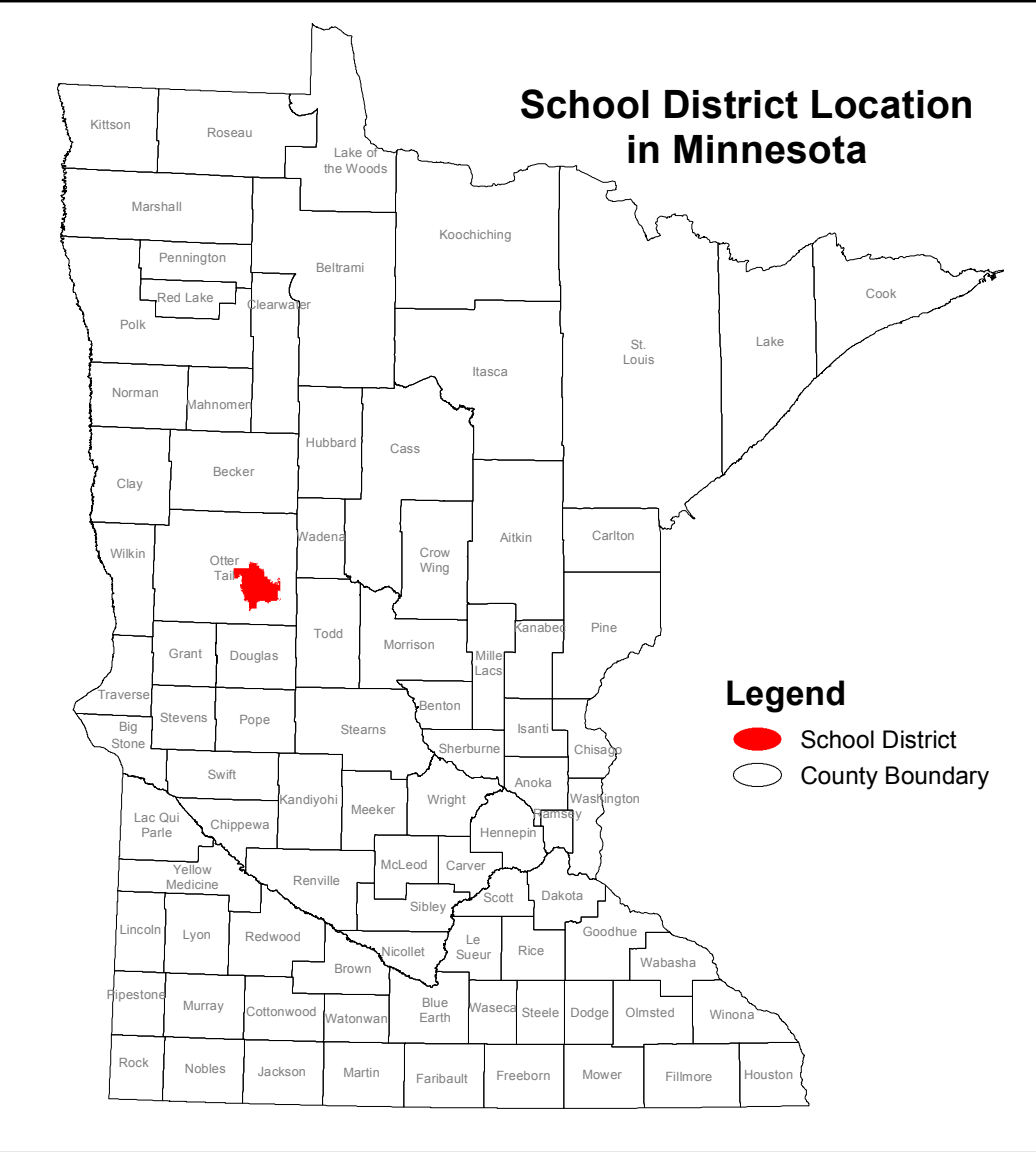 School District Location
in Minnesota
Kittson
Roseau
Lake of
the Woods
Marshall
Koochiching
Pennington
Beltrami
Red Lake
Clearwater
Cook
Polk
St.
Louis
Lake
Itasca
Norman
Mahnomen
Hubbard
Cass
Becker
Clay
Wadena
Aitkin
Carlton
Wilkin
Otter
Tail
Crow
Wing
Todd
Morrison
Kanabec
Pine
Grant
Douglas
Mille
Lacs
Traverse
Stevens
Pope
Stearns
Benton
Isanti
Big
Stone
Sherburne
Chisago
Swift
Anoka
Kandiyohi
Meeker
Wright
Washington
Ramsey
Lac Qui
Parle
Chippewa
Hennepin
Yellow
Medicine
Renville
McLeod
Carver
Sibley
Scott
Dakota
Lincoln
Lyon
Redwood
Nicollet
Le
Sueur
Rice
Goodhue
Brown
Wabasha
Pipestone
Murray
Cottonwood
Watonwan
Blue
Earth
Waseca
Steele
Dodge
Olmsted
Winona
Rock
Nobles
Jackson
Martin
Faribault
Freeborn
Mower
Fillmore
Houston
Legend
School District
County Boundary